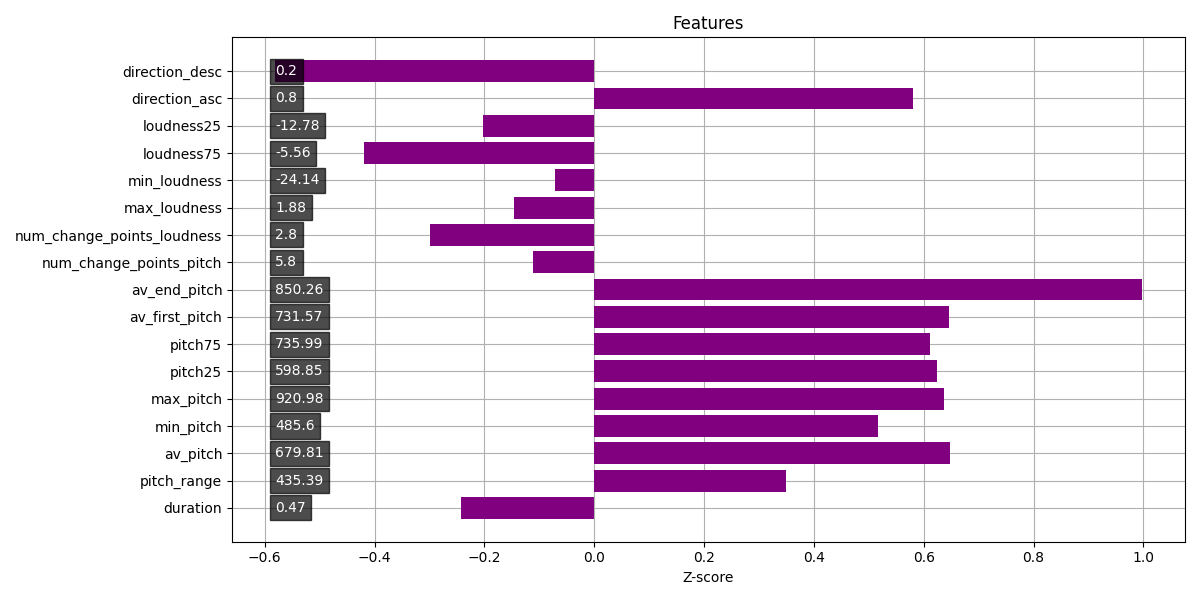 Features
direction_desc 0.2
direction_asc 0.8
loudness25 -12.78
loudness75 -5.56
min_loudness -24.14
max_loudness 1.88
num_change_points_loudness 2.8
num_change_points_pitch 5.8
av_end_pitch 850.26
av_first_pitch 731.57
pitch75 735.99
pitch25 598.85
max_pitch 920.98
min_pitch 485.6
av_pitch 679.81
pitch_range 435.39
duration 0.47
−0.6 −0.4 −0.2 0.0 0.2 0.4 0.6 0.8 1.0
Z-score